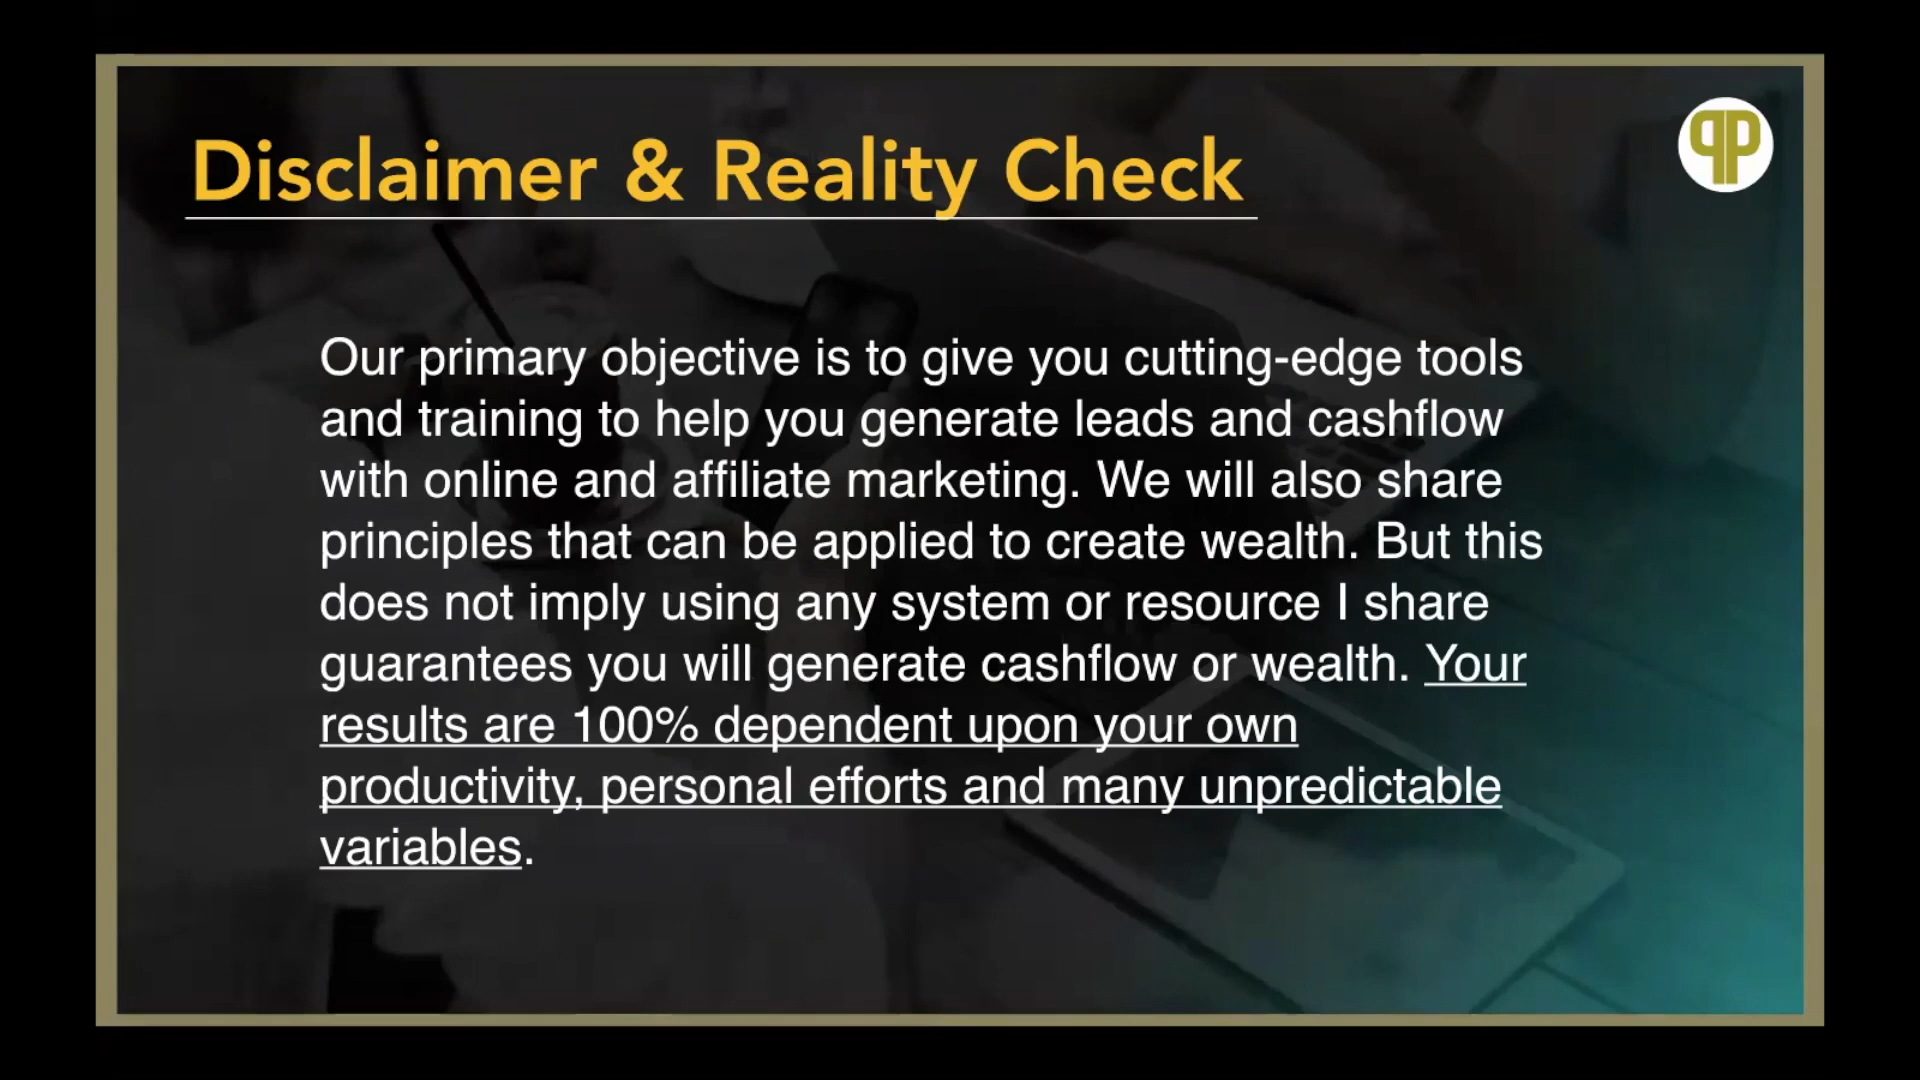 Disclaimer & Reality Check
Our primary objective is to give you cutting-edge tools
and training to help you generate leads and cashflow
with online and affiliate marketing. We will also share
principles that can be applied to create wealth. But this
does not imply using any system or resource I share
guarantees you will generate cashflow or wealth. Your
results are 100% dependent upon your own
productivity, personal efforts and many unpredictable
variables.